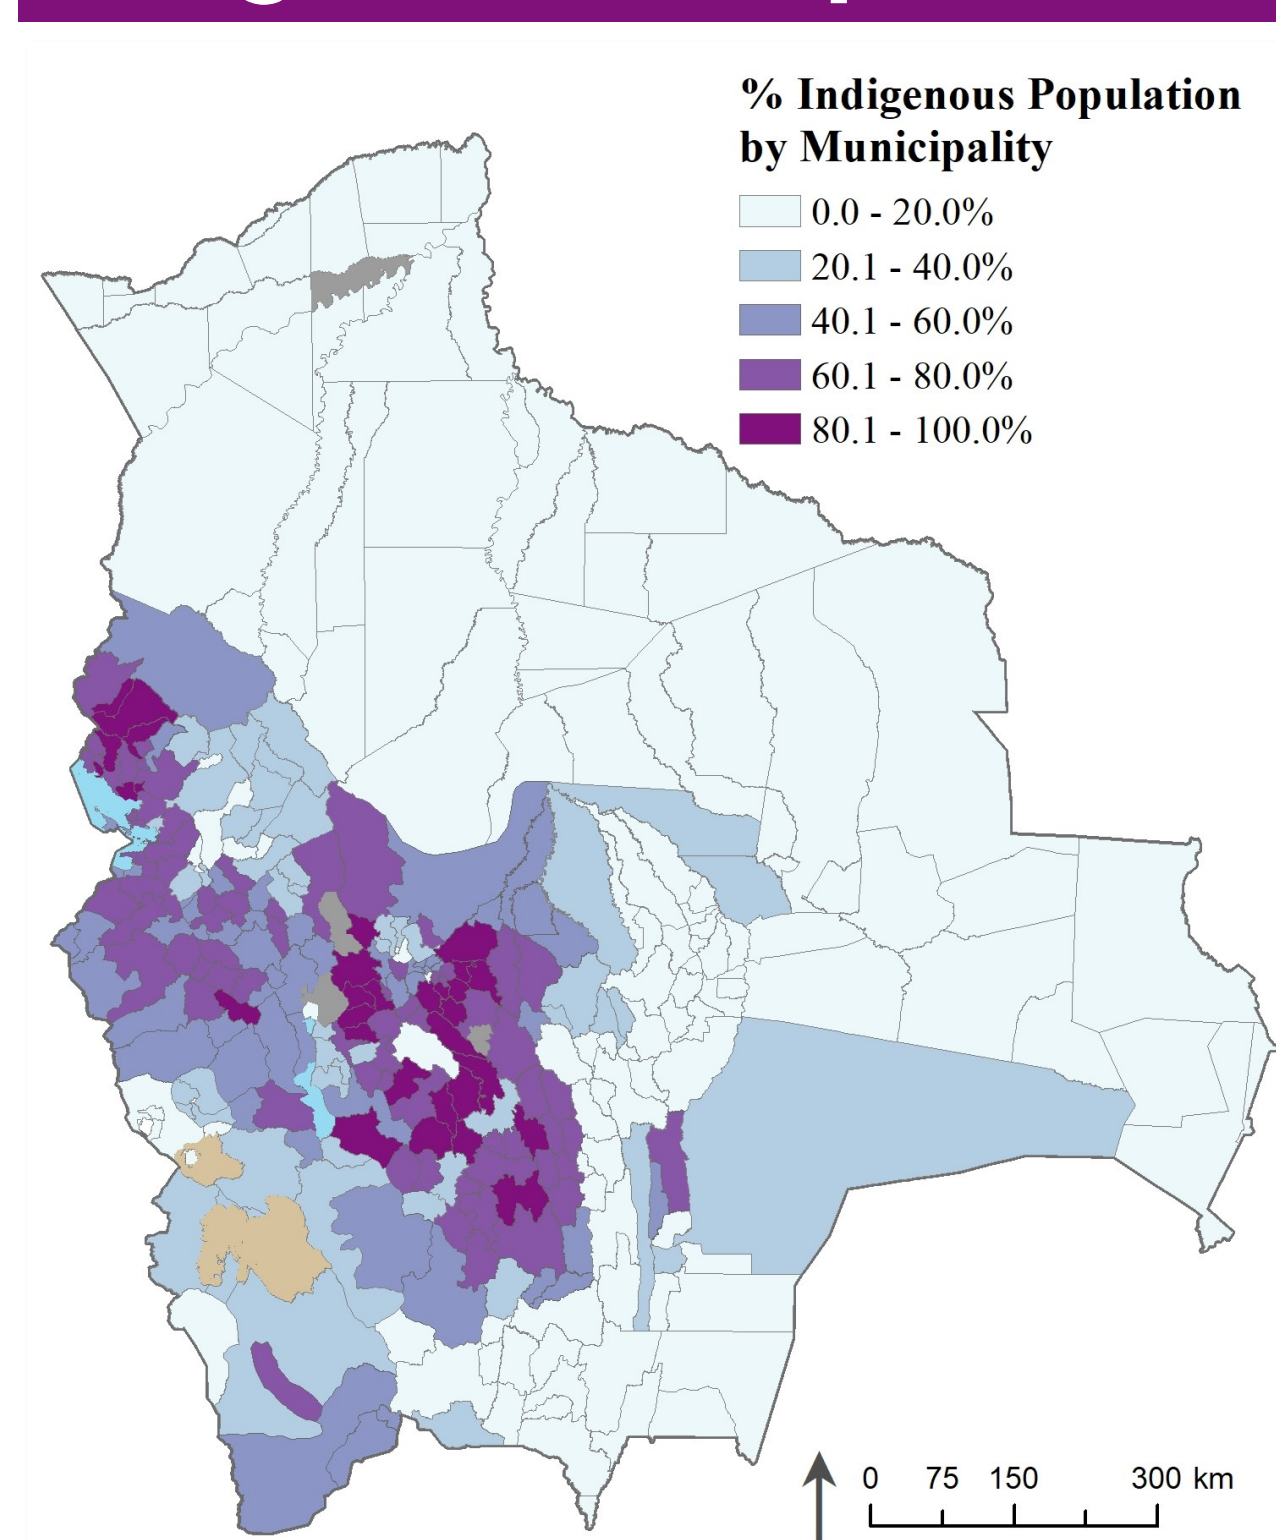 % Indigenous Population
by Municipality
0.0 - 20.0%
20.1 - 40.0%
40.1 - 60.0%
60.1 - 80.0%
80.1 - 100.0%
0 75 150 300 km